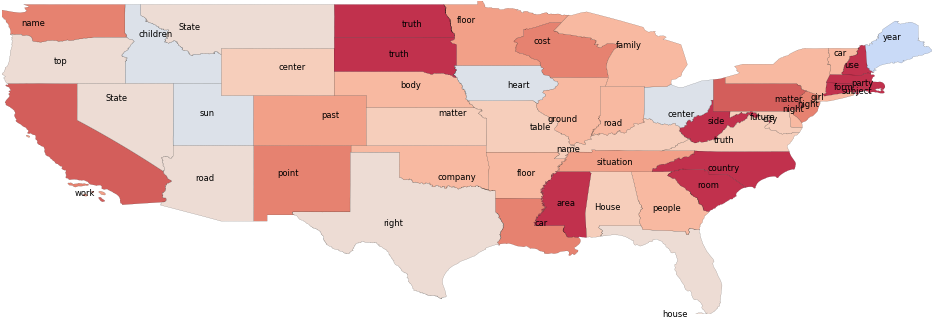 name
children
State
truth
floor
cost
family
car
use
year
top
center
truth
body
heart
center
matter
girl
night
night
form
party
subject
State
sun
past
matter
table
ground
road
side
future
city
truth
name
work
road
point
company
floor
situation
country
room
right
car
area
House
people
house